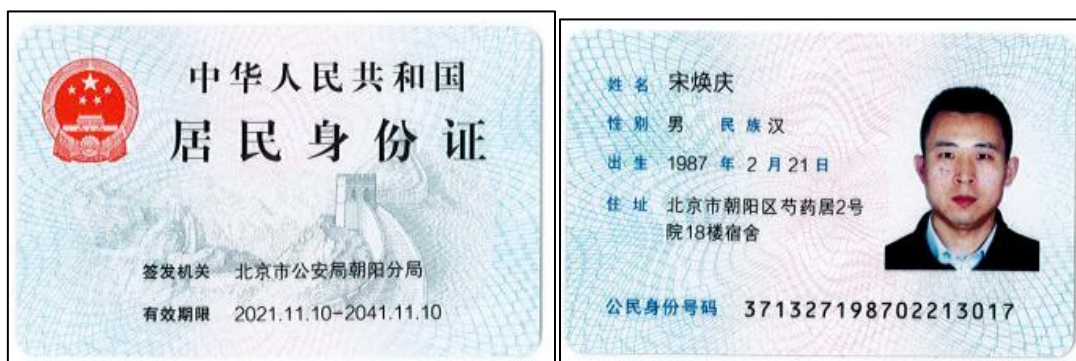 中华人民共和国
居民身份证
签发机关 北京市公安局朝阳分局
有效期限 2021.11.10-2041.11.10
姓名 宋焕庆
性别 男 民族 汉
出生 1987 年 2 月 21 日
住址 北京市朝阳区芍药居2号
院18楼宿舍
公民身份号码 371327198702213017